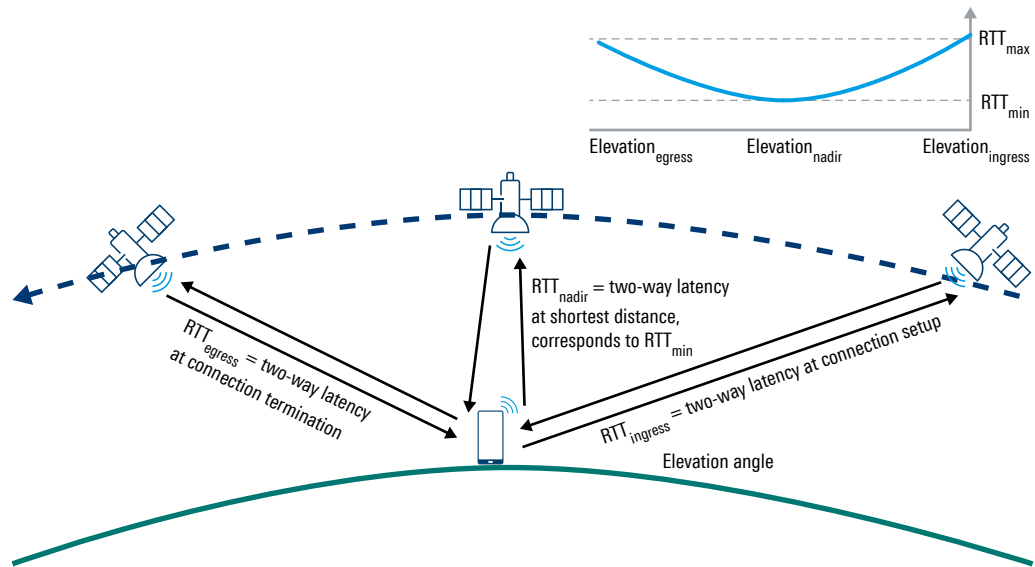 RTTmax
RTTmin
Elevationegress
Elevationnadir
Elevationingress
RTTnadir = two-way latency
at shortest distance,
corresponds to RTTmin
RTTegress = two-way latency
at connection termination
RTTingress = two-way latency at connection setup
Elevation angle